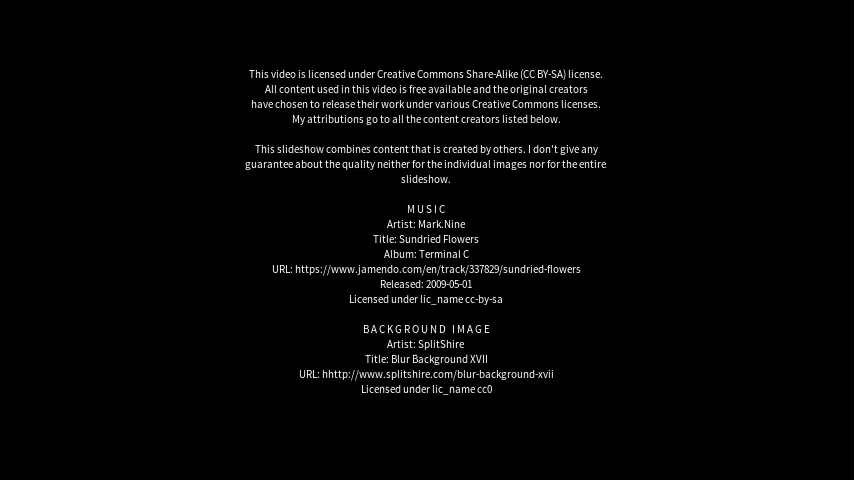 This video is licensed under Creative Commons Share-Alike (CC BY-SA) license.
All content used in this video is free available and the original creators
have chosen to release their work under various Creative Commons licenses.
My attributions go to all the content creators listed below.
This slideshow combines content that is created by others. I don't give any
guarantee about the quality neither for the individual images nor for the entire
slideshow.
MUSIC
Artist: Mark.Nine
Title: Sundried Flowers
Album: Terminal C
URL: https://www.jamendo.com/en/track/337829/sundried-flowers
Released: 2009-05-01
Licensed under lic_name cc-by-sa
BACKGROUND IMAGE
Artist: SplitShire
Title: Blur Background XVII
URL: hhttp://www.splitshire.com/blur-background-xvii
Licensed under lic_name cc0